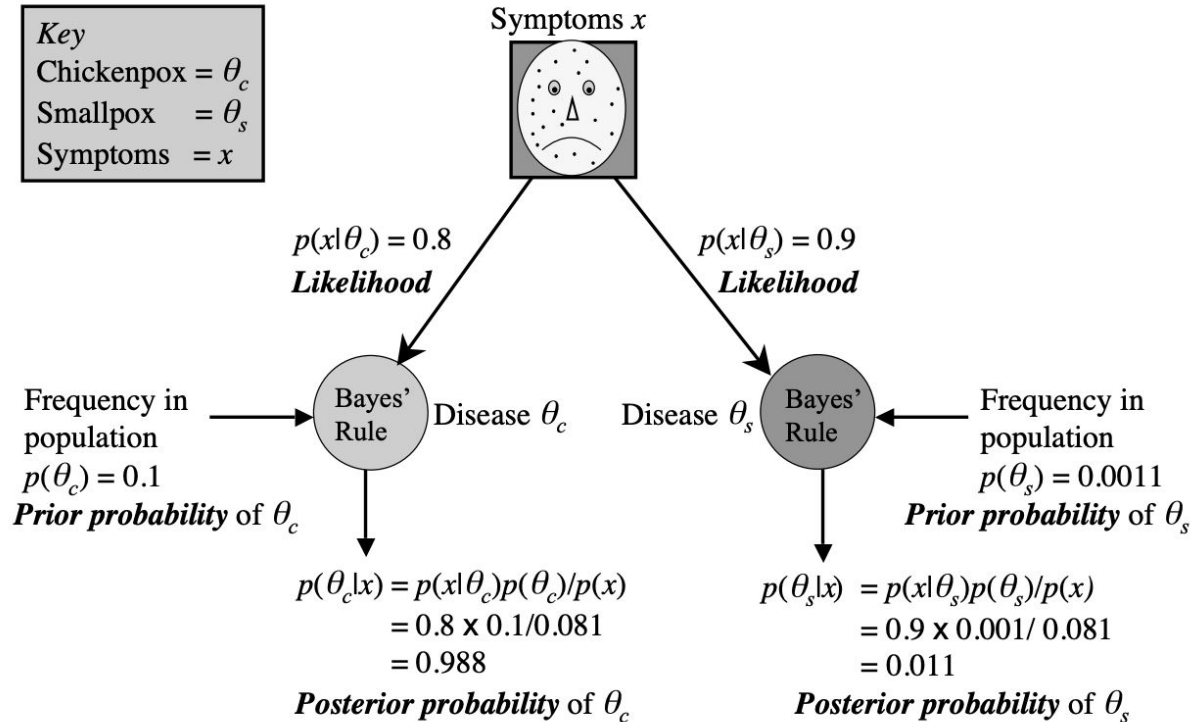 Key
Chickenpox = θc
Smallpox = θs
Symptoms = x
Symptoms x
p(x|θc) = 0.8
Likelihood
p(x|θs) = 0.9
Likelihood
Frequency in
population
p(θc) = 0.1
Prior probability of θc
Bayes’
Rule
Disease θc
Disease θs
Bayes’
Rule
Frequency in
population
p(θs) = 0.0011
Prior probability of θs
p(θc|x) = p(x|θc)p(θc)/p(x)
= 0.8 x 0.1/0.081
= 0.988
Posterior probability of θc
p(θs|x) = p(x|θs)p(θs)/p(x)
= 0.9 x 0.001/ 0.081
= 0.011
Posterior probability of θs